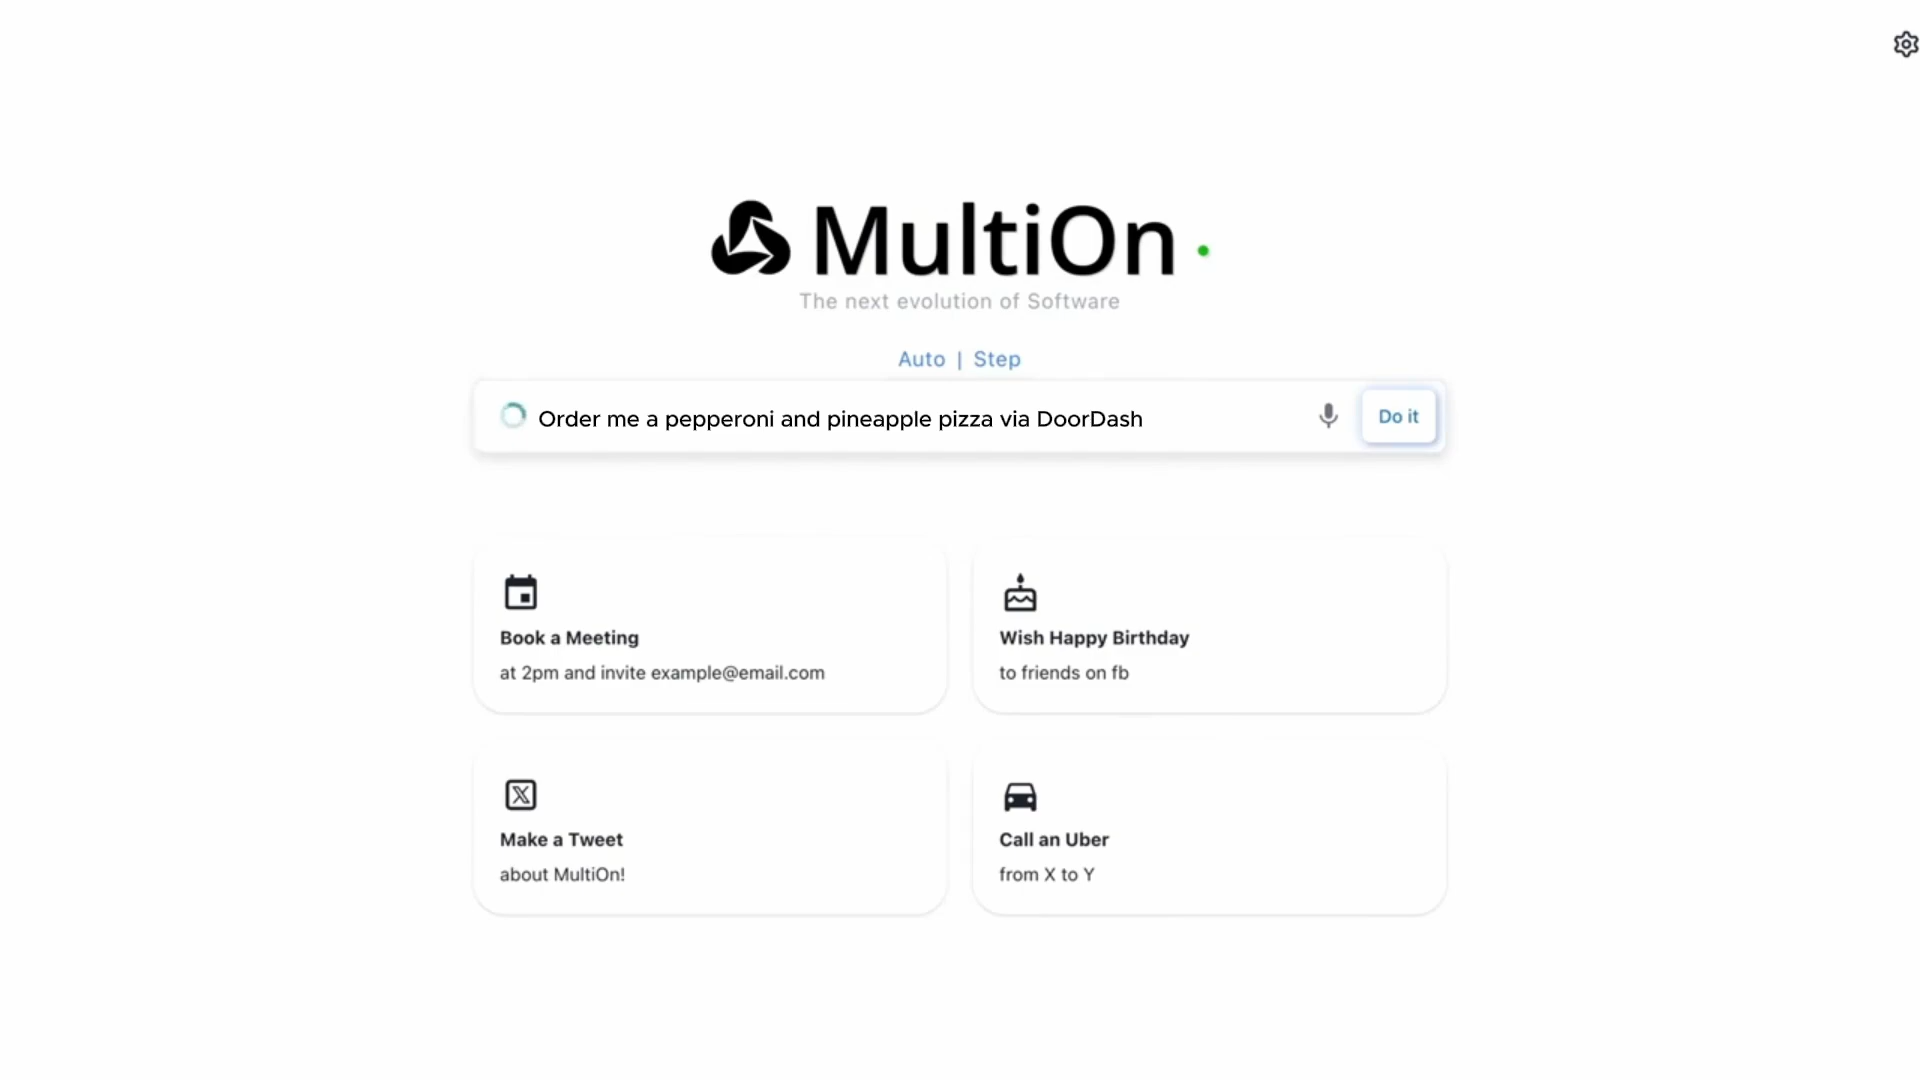 MultiOn
The next evolution of Software
Auto | Step
Order me a pepperoni and pineapple pizza via DoorDash
Do it
Book a Meeting
at 2pm and invite example@email.com
Wish Happy Birthday
to friends on fb
Make a Tweet
about MultiOn!
Call an Uber
from X to Y